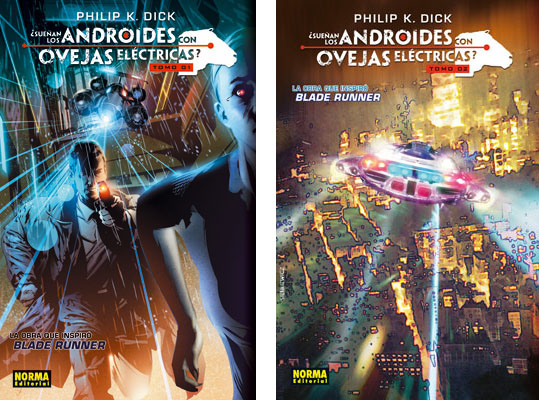 PHILIP K. DICK
¿SUEÑAN
LOS ANDROIDES CON
OVEJAS ELÉCTRICAS?
TOMO 01
LA OBRA QUE INSPIRÓ
BLADE RUNNER
NORMA
Editorial
PHILIP K. DICK
¿SUEÑAN
LOS ANDROIDES CON
OVEJAS ELÉCTRICAS?
TOMO 02
LA OBRA QUE INSPIRÓ
BLADE RUNNER
NORMA
Editorial